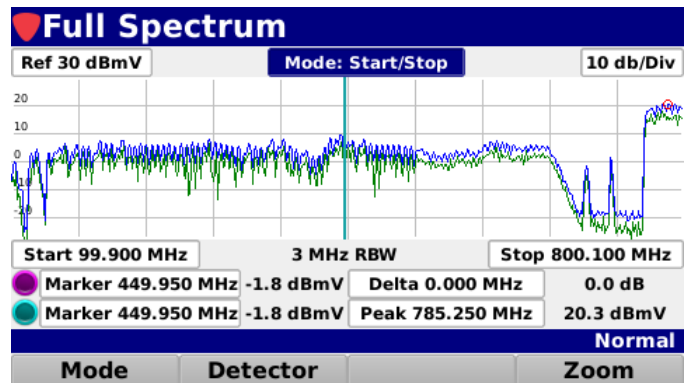 Full Spectrum
Ref 30 dBmV Mode: Start/Stop 10 db/Div
20
10
0
-10
-20
Start 99.900 MHz 3 MHz RBW Stop 800.100 MHz
Marker 449.950 MHz -1.8 dBmV Delta 0.000 MHz 0.0 dB
Marker 449.950 MHz -1.8 dBmV Peak 785.250 MHz 20.3 dBmV
Normal
Mode Detector Zoom